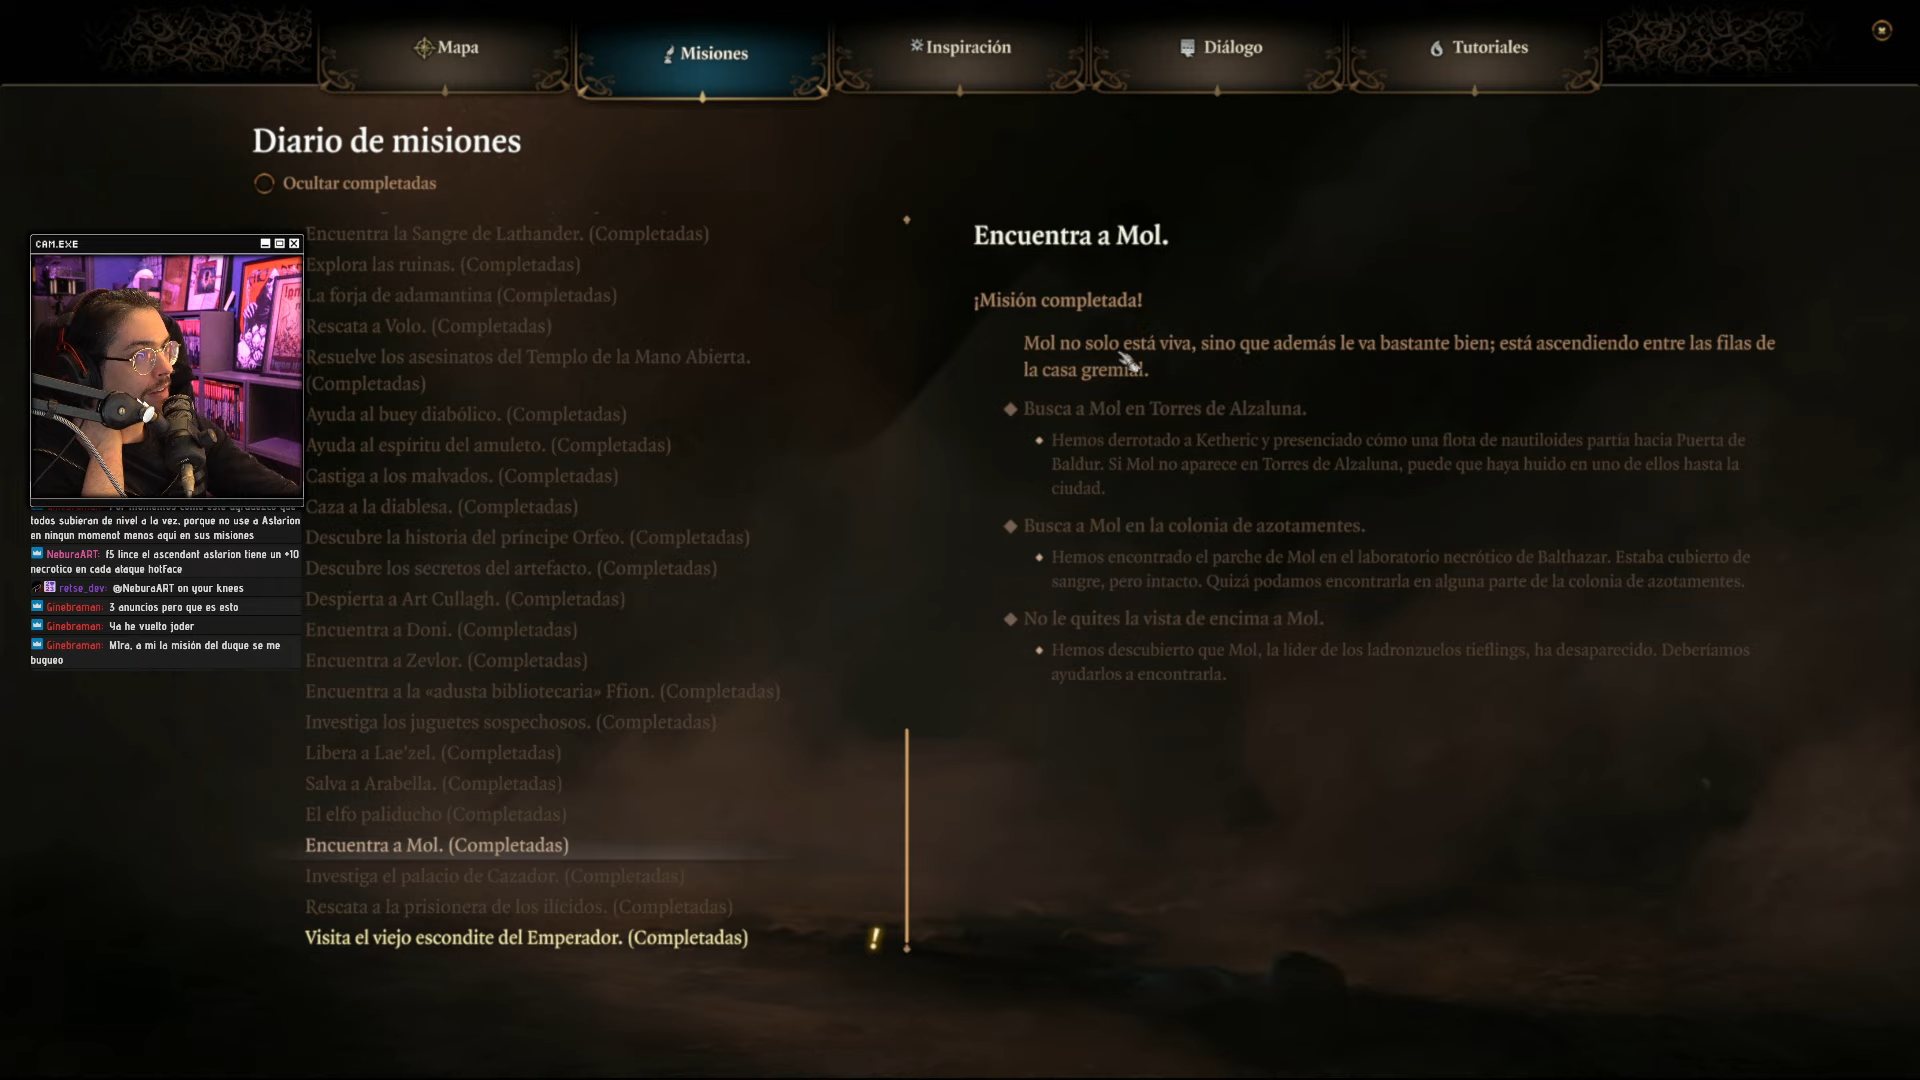 Mapa
Misiones
Inspiración
Diálogo
Tutoriales
Diario de misiones
Ocultar completadas
Encuentra la Sangre de Lathander. (Completadas)
Explora las ruinas. (Completadas)
La forja de adamantina (Completadas)
Rescata a Volo. (Completadas)
Resuelve los asesinatos del Templo de la Mano Abierta.
(Completadas)
Ayuda al buey diabólico. (Completadas)
Ayuda al espíritu del amuleto. (Completadas)
Castiga a los malvados. (Completadas)
Caza a la diablesa. (Completadas)
Descubre la historia del príncipe Orfeo. (Completadas)
Descubre los secretos del artefacto. (Completadas)
Despierta a Art Cullagh. (Completadas)
Encuentra a Doni. (Completadas)
Encuentra a Zevlor. (Completadas)
Encuentra a la «adusta bibliotecaria» Ffion. (Completadas)
Investiga los juguetes sospechosos. (Completadas)
Libera a Lae'zel. (Completadas)
Salva a Arabella. (Completadas)
El elfo paliducho (Completadas)
Encuentra a Mol. (Completadas)
Investiga el palacio de Cazador. (Completadas)
Rescata a la prisionera de los ilícidos. (Completadas)
Visita el viejo escondite del Emperador. (Completadas)
Encuentra a Mol.
¡Misión completada!
Mol no solo está viva, sino que además le va bastante bien; está ascendiendo entre las filas de
la casa gremial.
Busca a Mol en Torres de Alzaluna.
Hemos derrotado a Ketheric y presenciado cómo una flota de nautiloides partía hacia Puerta de
Baldur. Si Mol no aparece en Torres de Alzaluna, puede que haya huido en uno de ellos hasta la
ciudad.
Busca a Mol en la colonia de azotamentes.
Hemos encontrado el parche de Mol en el laboratorio necrótico de Balthazar. Estaba cubierto de
sangre, pero intacto. Quizá podamos encontrarla en alguna parte de la colonia de azotamentes.
No le quites la vista de encima a Mol.
Hemos descubierto que Mol, la líder de los ladronzuelos tieflings, ha desaparecido. Deberíamos
ayudarlos a encontrarla.
CAM.EXE
todos subieran de nivel a la vez, porque no use a Astarion
en ningun momenot menos aqui en sus misiones
NeburaART: f5 lince el ascendant astarion tiene un +10
necrotico en cada ataque hotFace
retse_dev: @NeburaART on your knees
Ginebraman: 3 anuncios pero que es esto
Ginebraman: Ya he vuelto joder
Ginebraman: M1ra, a mi la misión del duque se me
bugueo